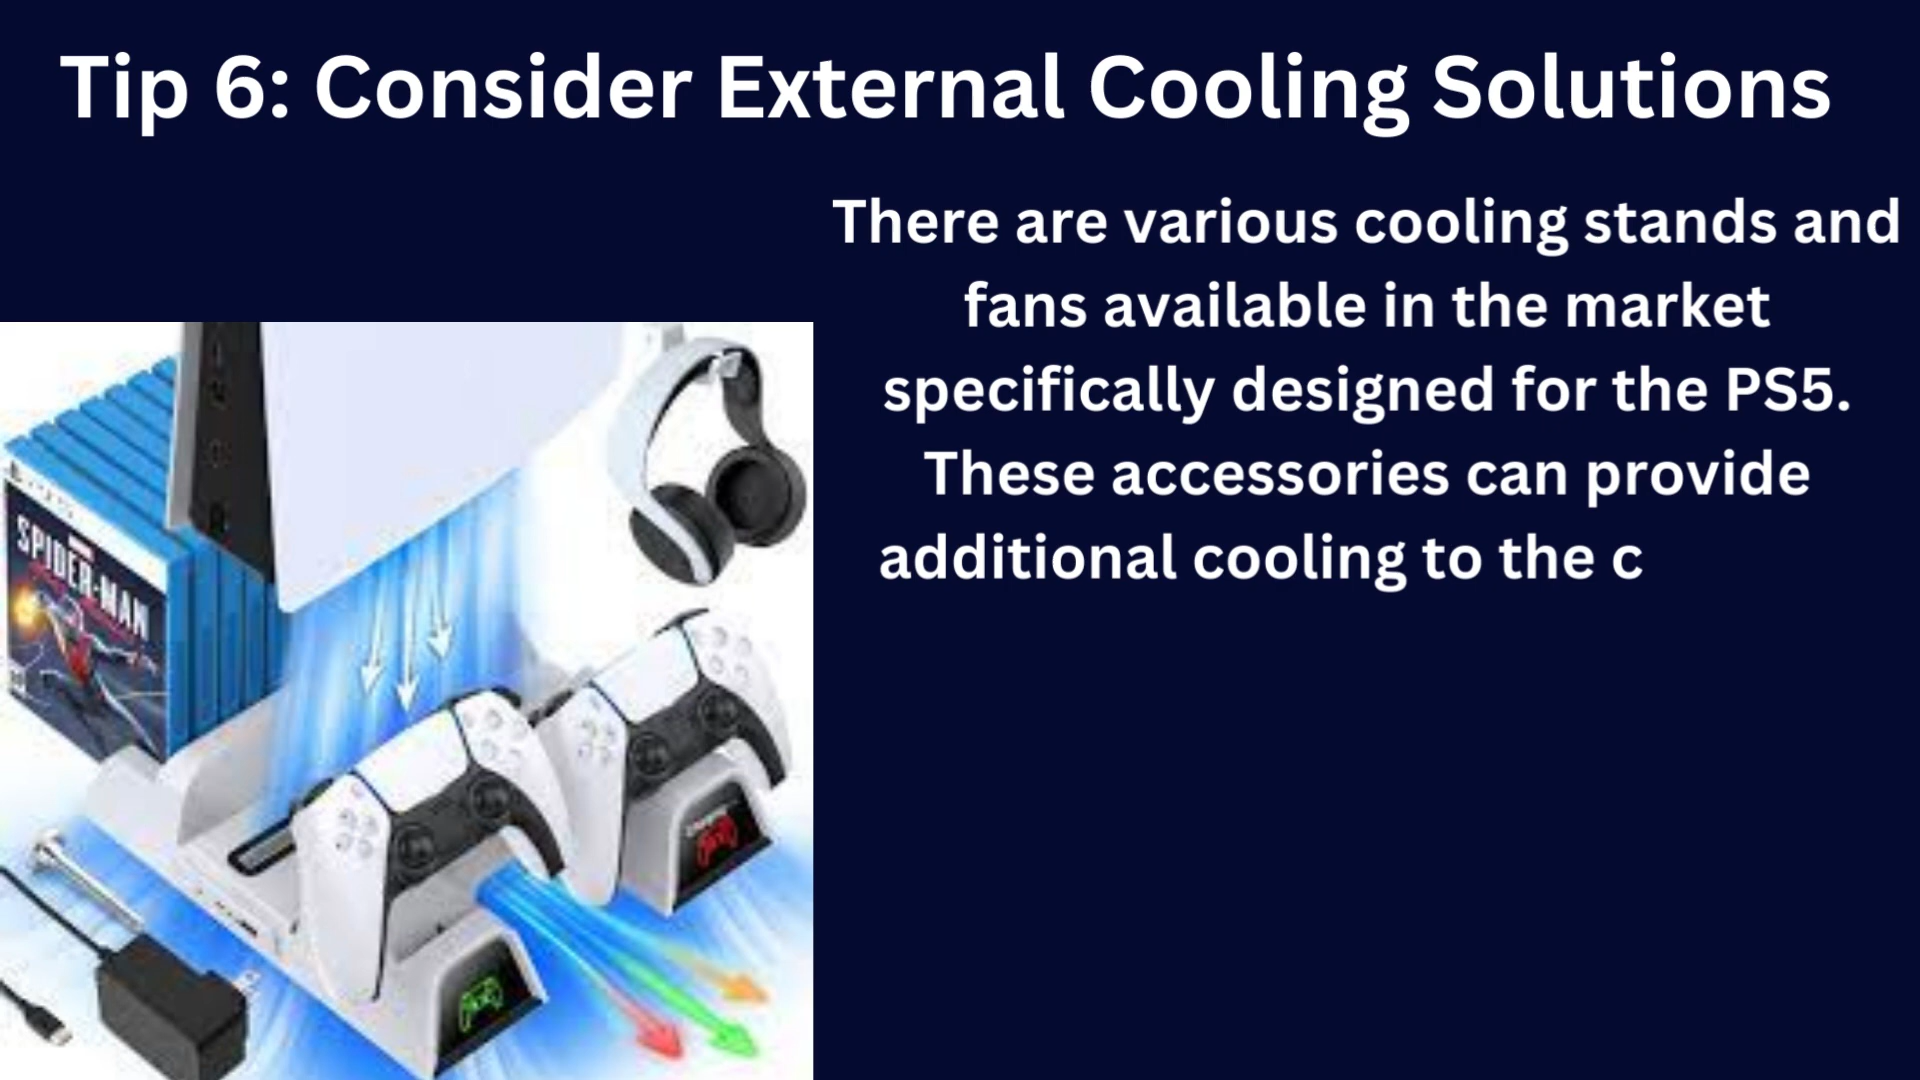 Tip 6: Consider External Cooling Solutions
There are various cooling stands and
fans available in the market
specifically designed for the PS5.
These accessories can provide
additional cooling to the c
SPIDER-MAN